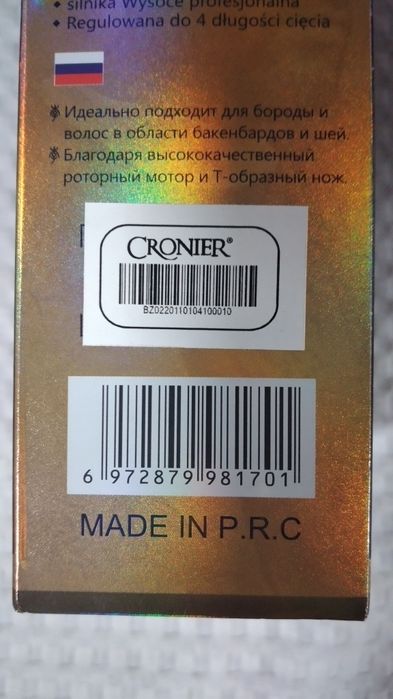 silnika Wysoce profesjonalna
◆ Regulowana do 4 długości cięcia
Идеально подходит для бороды и
волос в области бакенбардов и шей.
Благодаря высококачественный
роторный мотор и Т-образный нож.
CRONIER®
BZ0220110104100010
6 972879 981701
MADE IN P.R.C